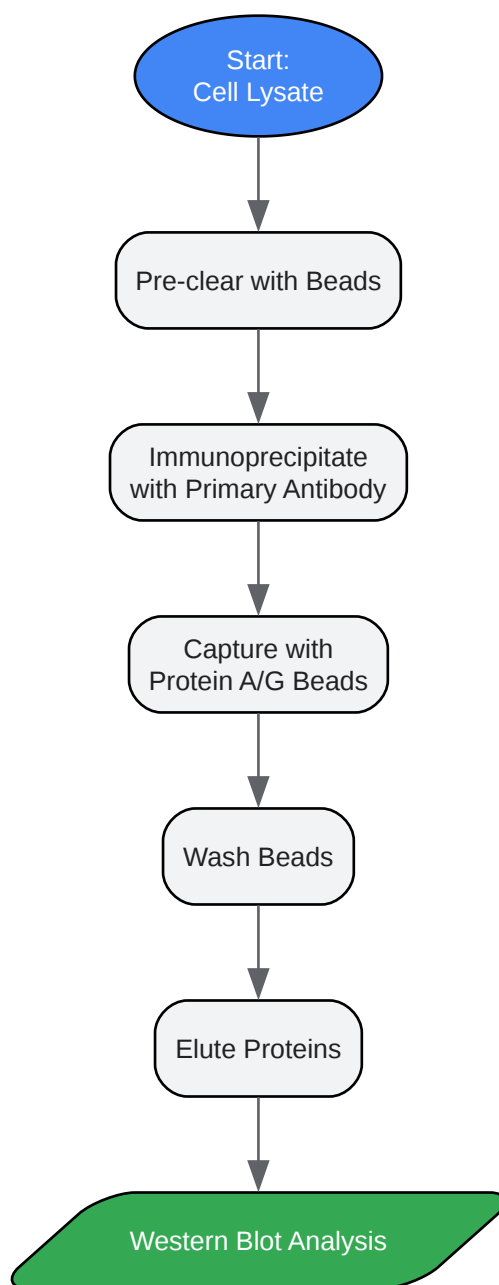 Start:
Cell Lysate
Pre-clear with Beads
Immunoprecipitate
with Primary Antibody
Capture with
Protein A/G Beads
Wash Beads
Elute Proteins
Western Blot Analysis